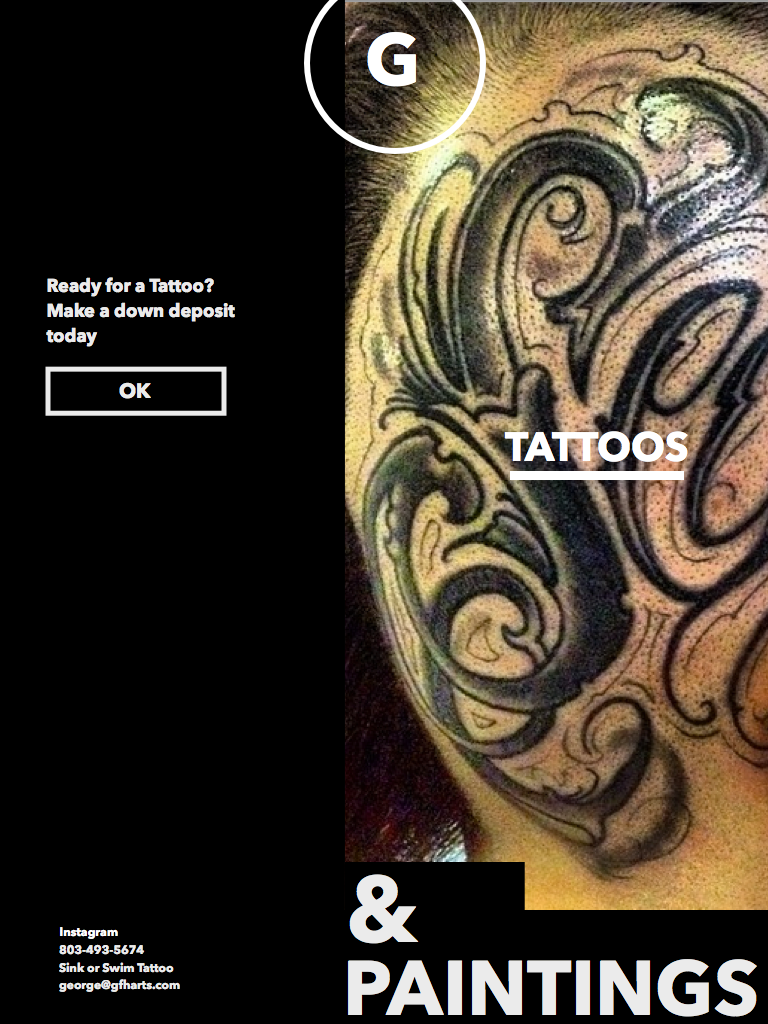 G
Ready for a Tattoo?
Make a down deposit
today
OK
TATTOOS
&
PAINTINGS
Instagram
803-493-5674
Sink or Swim Tattoo
george@gfharts.com